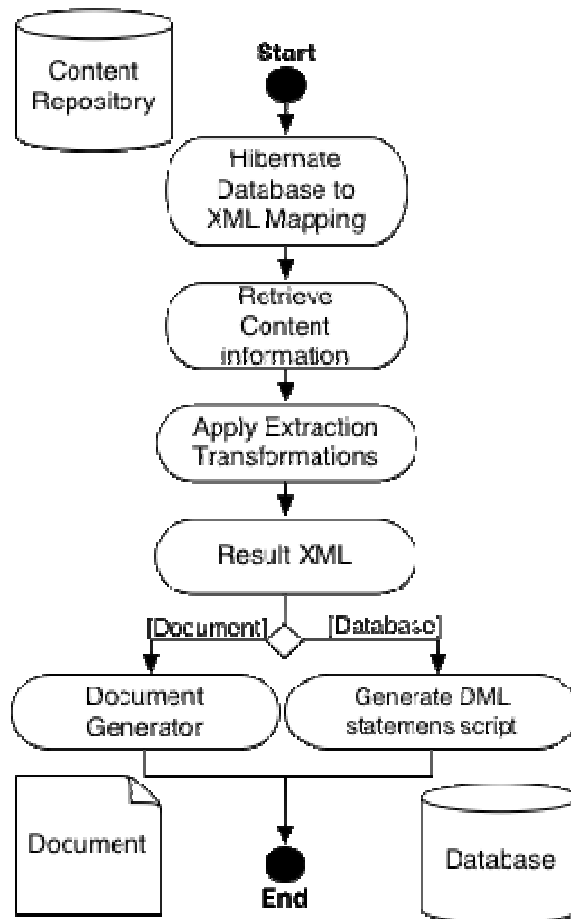 Content
Repository
Start
Hibernate
Database to
XML Mapping
Retrieve
Content
information
Apply Extraction
Transformations
Result XML
[Document]
[Database]
Document
Generator
Generate DML
statemens script
Document
Database
End